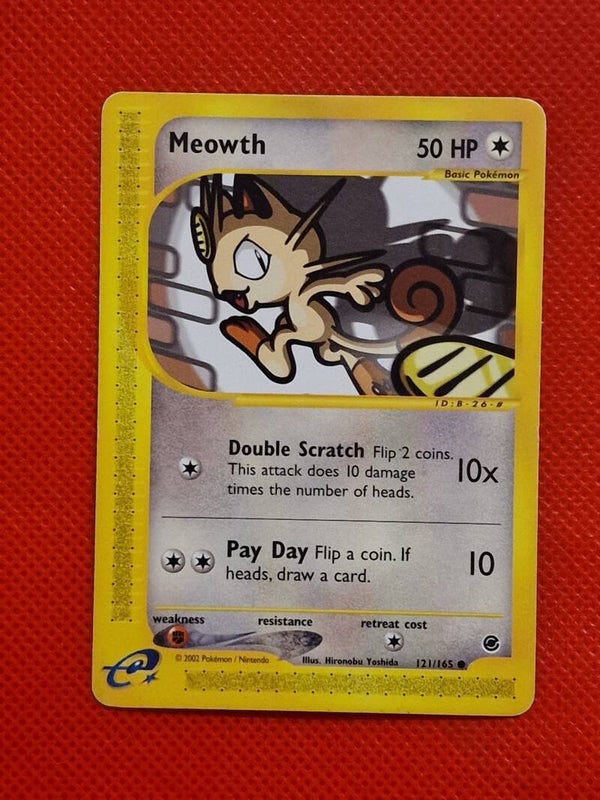 Meowth
50 HP
Basic Pokémon
ID:B-26-#
Double Scratch Flip 2 coins.
This attack does 10 damage
times the number of heads.
10x
Pay Day Flip a coin. If
heads, draw a card.
10
weakness
resistance
retreat cost
© 2002 Pokémon / Nintendo
Illus. Hironobu Yoshida
121/165
e